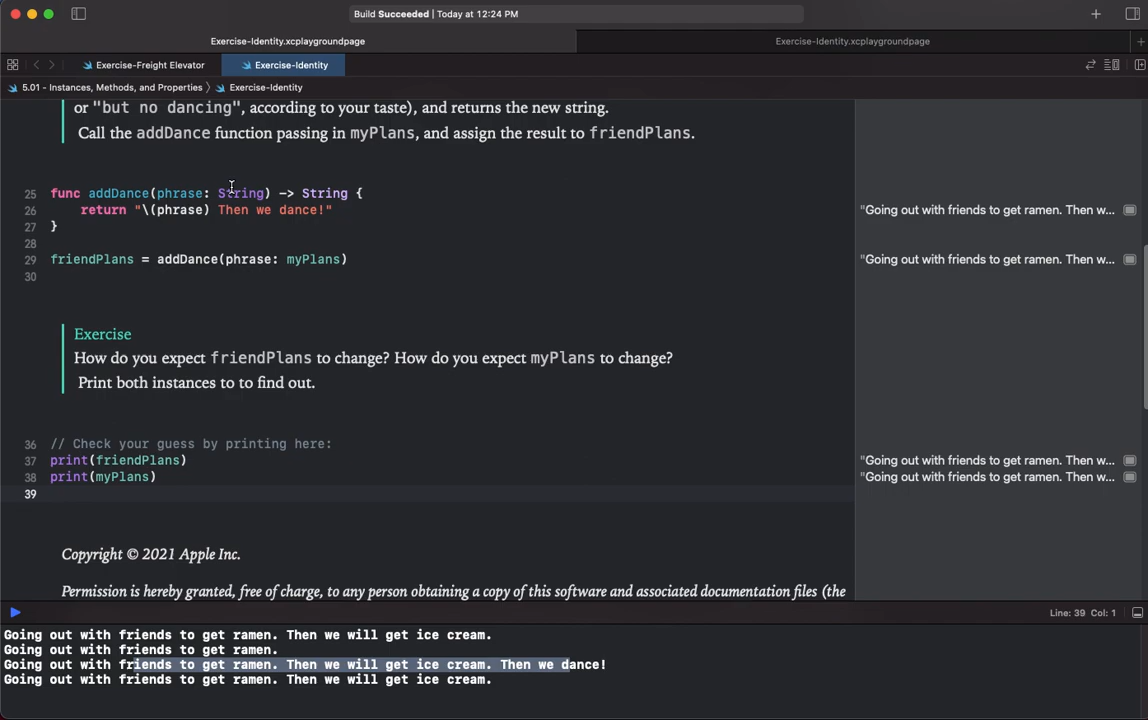 Build Succeeded | Today at 12:24 PM
Exercise-Identity.xcplaygroundpage
Exercise-Identity.xcplaygroundpage
Exercise-Freight Elevator
Exercise-Identity
5.01 - Instances, Methods, and Properties 〉 Exercise-Identity
or "but no dancing", according to your taste), and returns the new string.
Call the addDance function passing in myPlans, and assign the result to friendPlans.
25 func addDance(phrase: String) -> String {
26 return "\(phrase) Then we dance!"
"Going out with friends to get ramen. Then w...
27 }
28
29 friendPlans = addDance(phrase: myPlans)
"Going out with friends to get ramen. Then w...
30
Exercise
How do you expect friendPlans to change? How do you expect myPlans to change?
Print both instances to to find out.
36 // Check your guess by printing here:
37 print(friendPlans)
"Going out with friends to get ramen. Then w...
38 print(myPlans)
"Going out with friends to get ramen. Then w...
39
Copyright © 2021 Apple Inc.
Permission is hereby granted, free of charge, to any person obtaining a copy of this software and associated documentation files (the
Line: 39 Col: 1
Going out with friends to get ramen. Then we will get ice cream.
Going out with friends to get ramen.
Going out with friends to get ramen. Then we will get ice cream. Then we dance!
Going out with friends to get ramen. Then we will get ice cream.